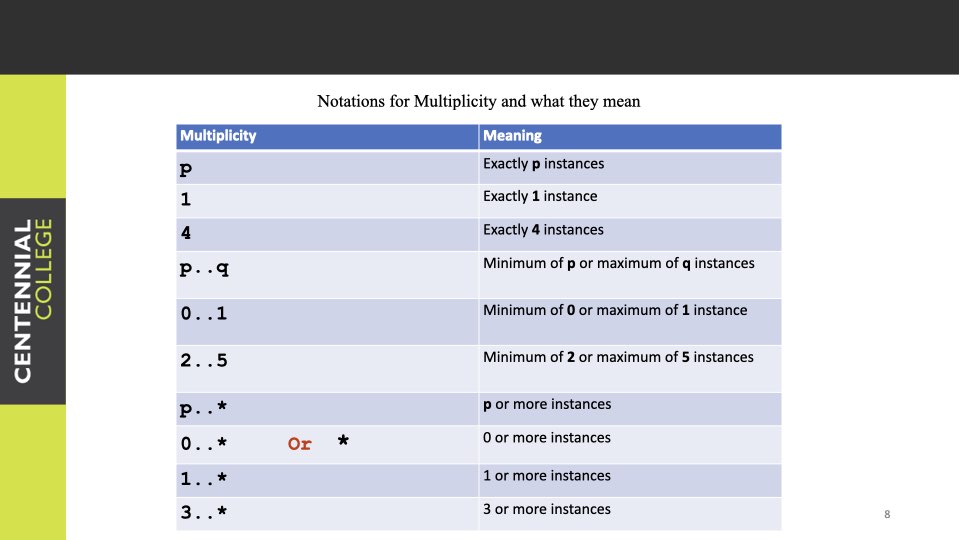 Notations for Multiplicity and what they mean
Multiplicity Meaning
p Exactly p instances
1 Exactly 1 instance
4 Exactly 4 instances
p..q Minimum of p or maximum of q instances
0..1 Minimum of 0 or maximum of 1 instance
2..5 Minimum of 2 or maximum of 5 instances
p..* p or more instances
0..* Or * 0 or more instances
1..* 1 or more instances
3..* 3 or more instances
CENTENNIAL
COLLEGE
8